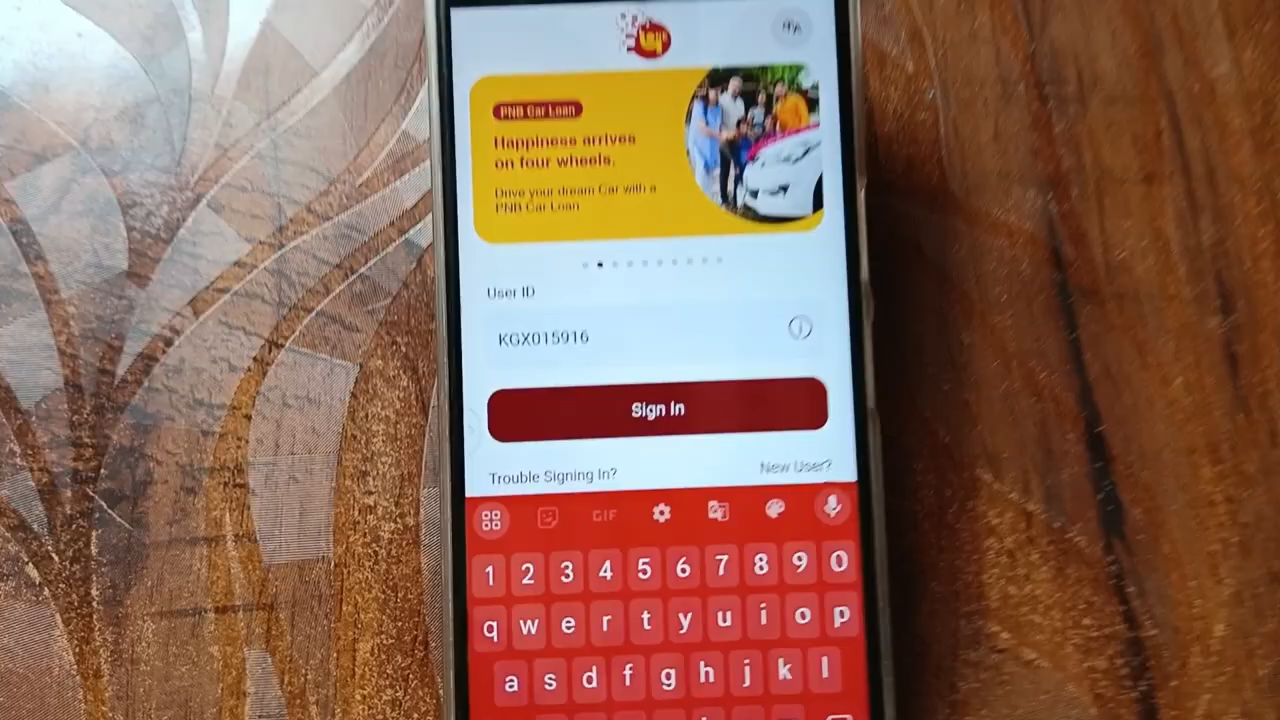 PNB Car Loan
Happiness arrives
on four wheels.
Drive your dream Car with a
PNB Car Loan
User ID
KGX015916
Sign In
Trouble Signing In?
New User?
GIF
1 2 3 4 5 6 7 8 9 0
q w e r t y u i o p
a s d f g h j k l